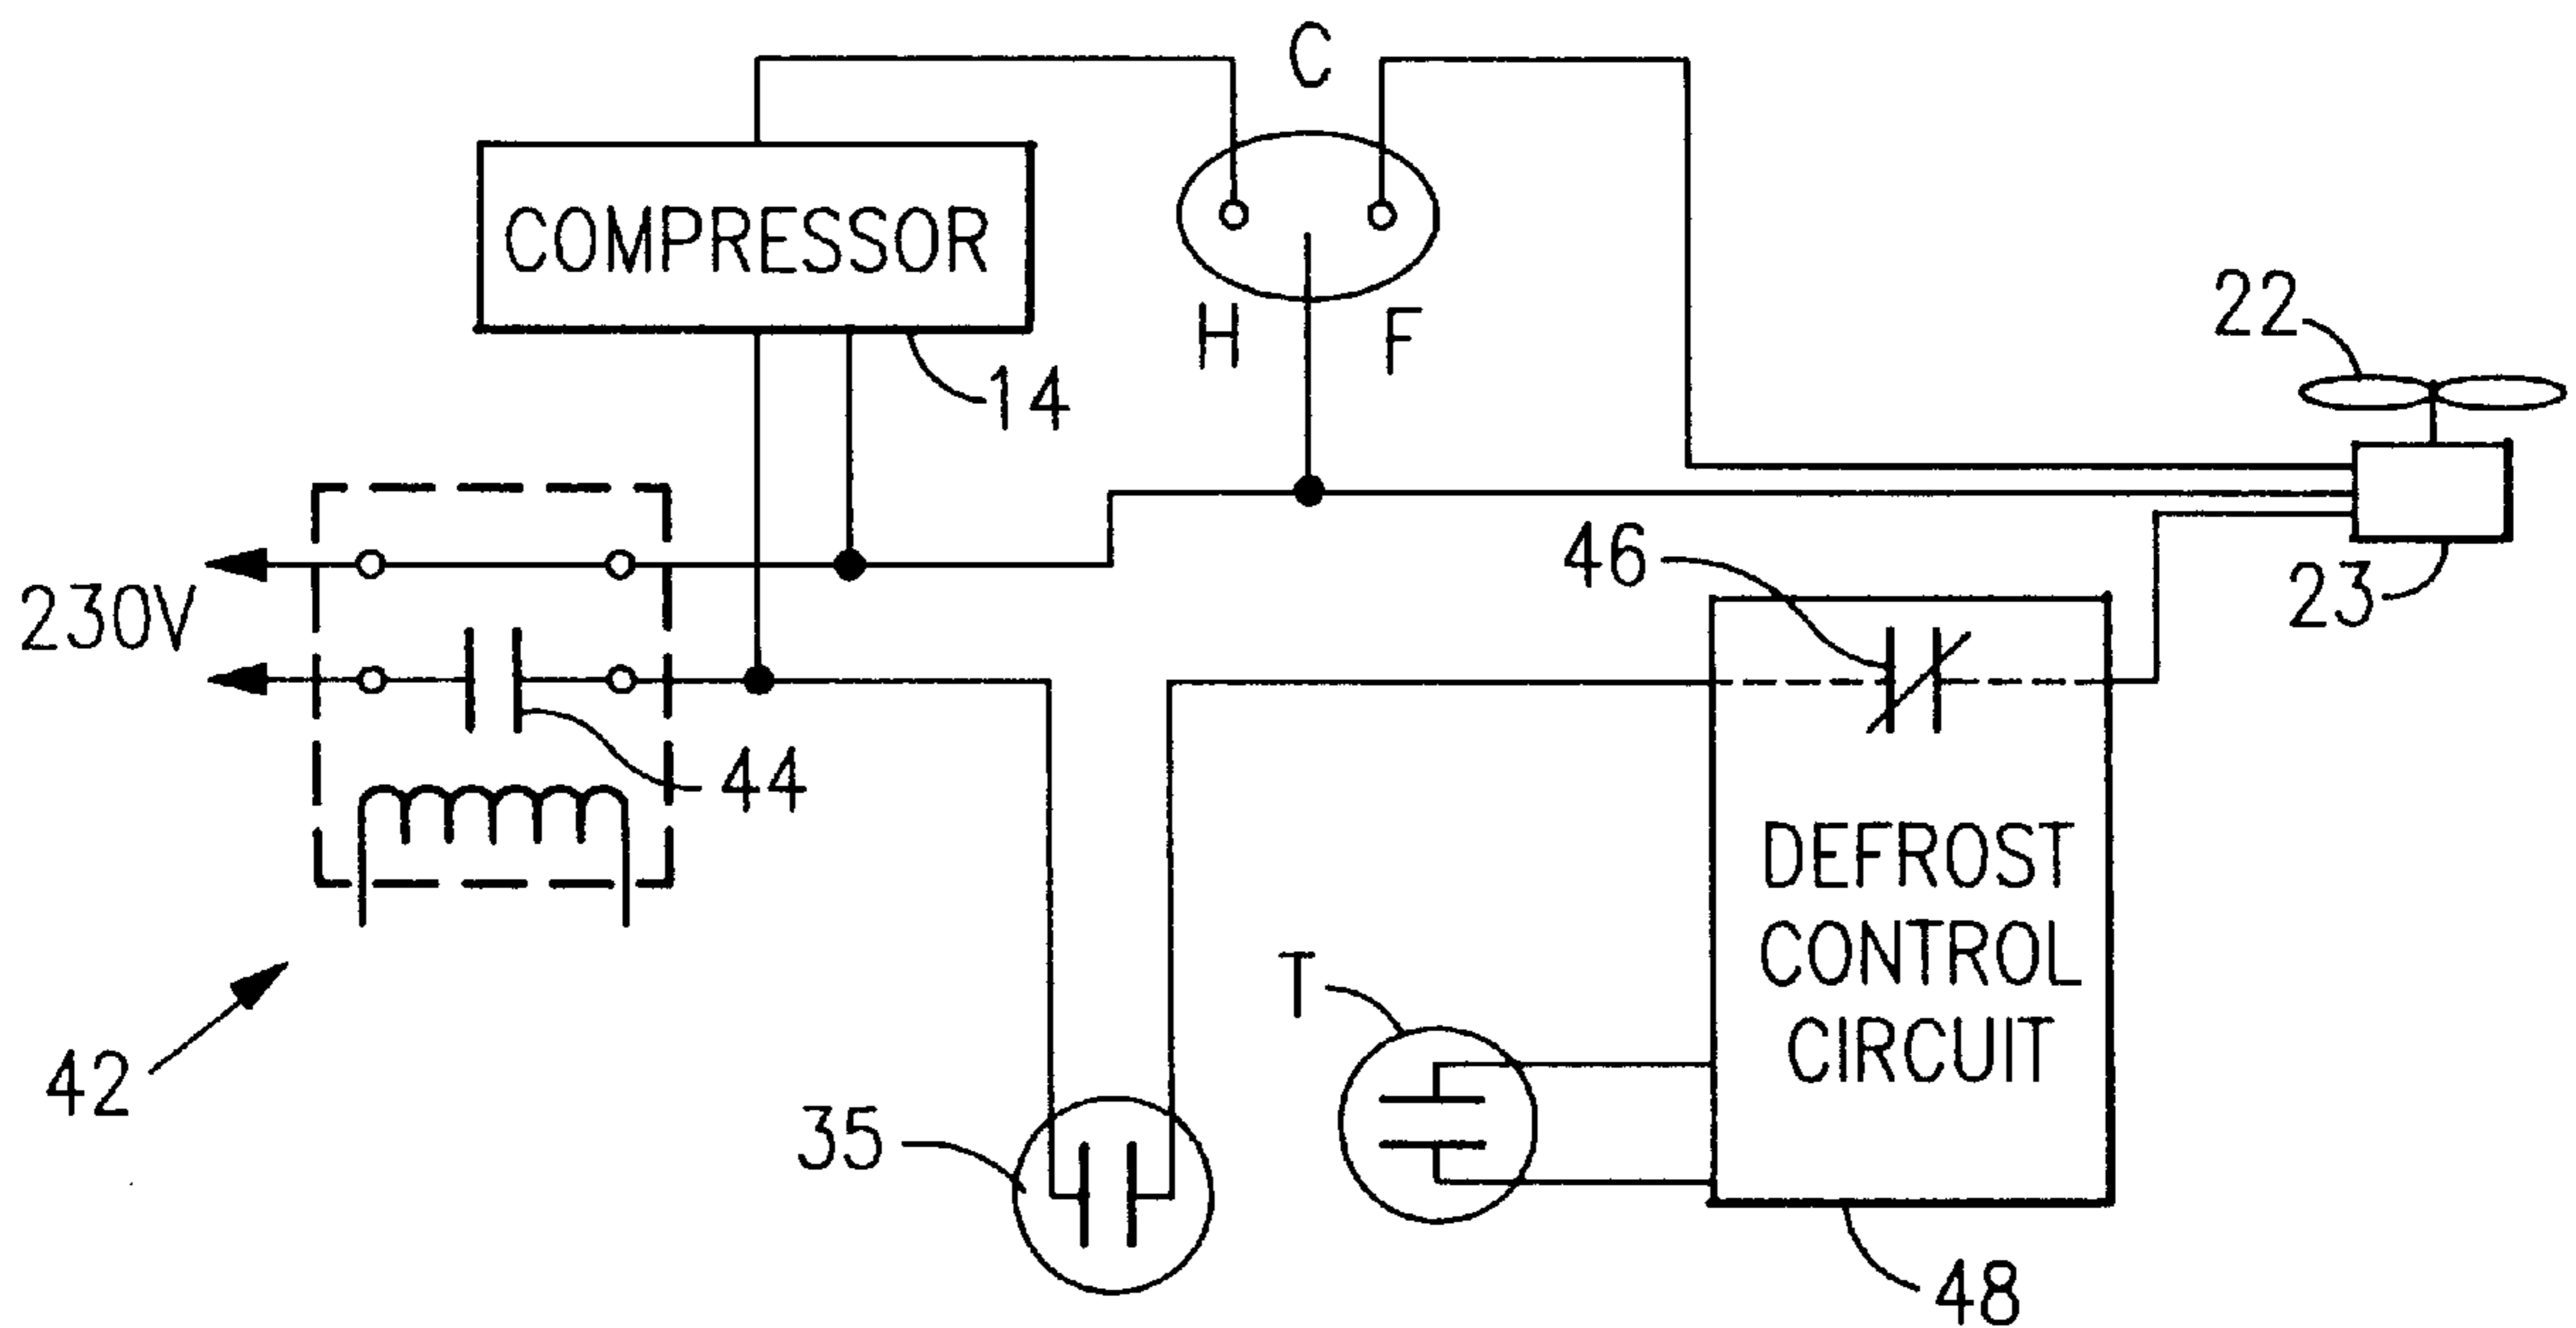 C
COMPRESSOR
H
F
14
22
23
230V
44
46
DEFROST
CONTROL
CIRCUIT
T
42
35
48